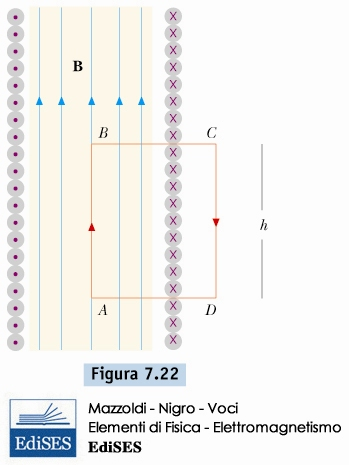 B
B C
h
A D
Figura 7.22
Mazzoldi - Nigro - Voci
Elementi di Fisica - Elettromagnetismo
EdiSES
EdiSES